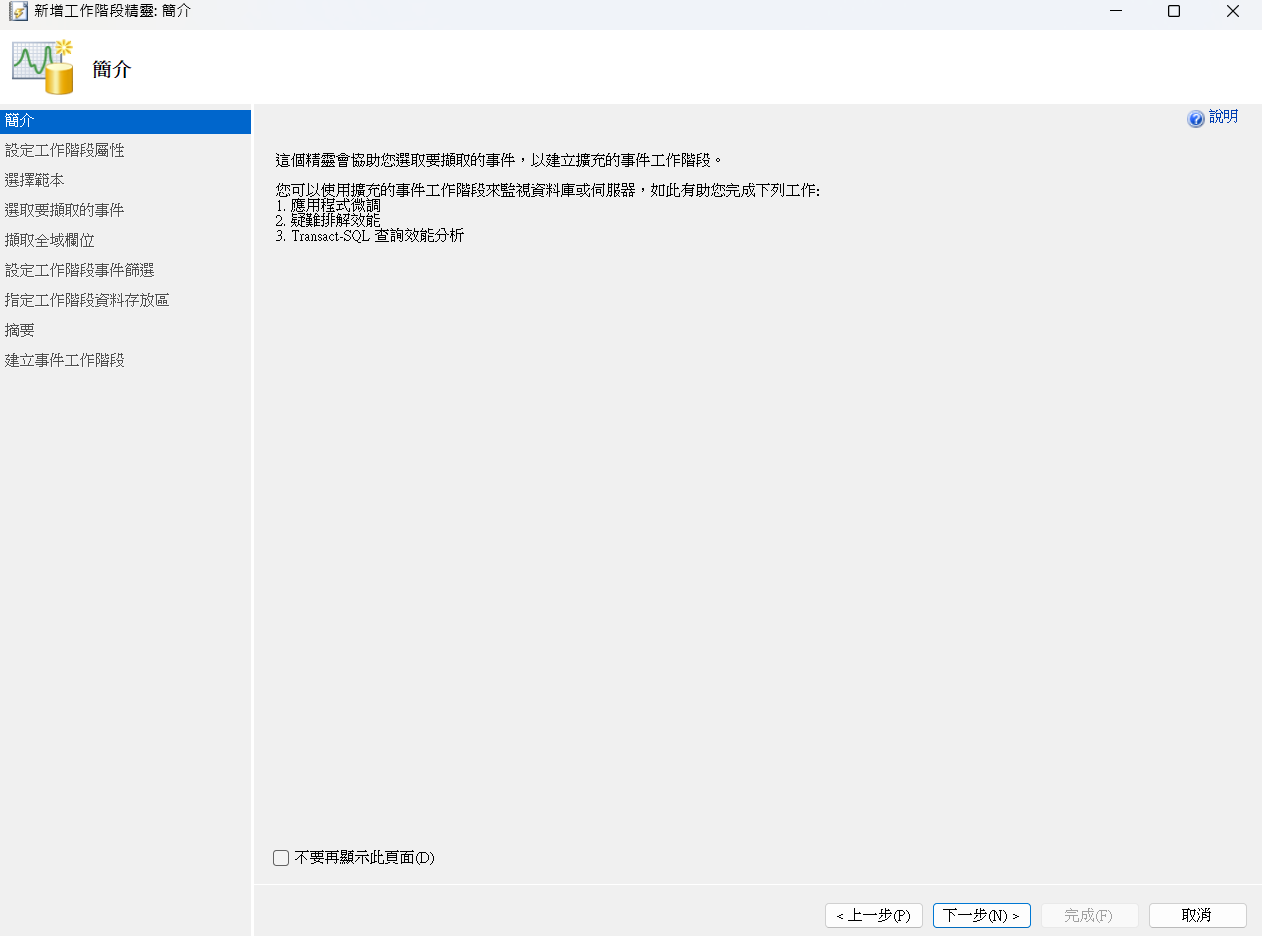 新增工作階段精靈: 簡介
簡介
簡介
設定工作階段屬性
選擇範本
選取要擷取的事件
擷取全域欄位
設定工作階段事件篩選
指定工作階段資料存放區
摘要
建立事件工作階段
說明
這個精靈會協助您選取要擷取的事件，以建立擴充的事件工作階段。
您可以使用擴充的事件工作階段來監視資料庫或伺服器，如此有助您完成下列工作:
1. 應用程式微調
2. 疑難排解效能
3. Transact-SQL 查詢效能分析
不要再顯示此頁面(D)
< 上一步(P)
下一步(N) >
完成(F)
取消